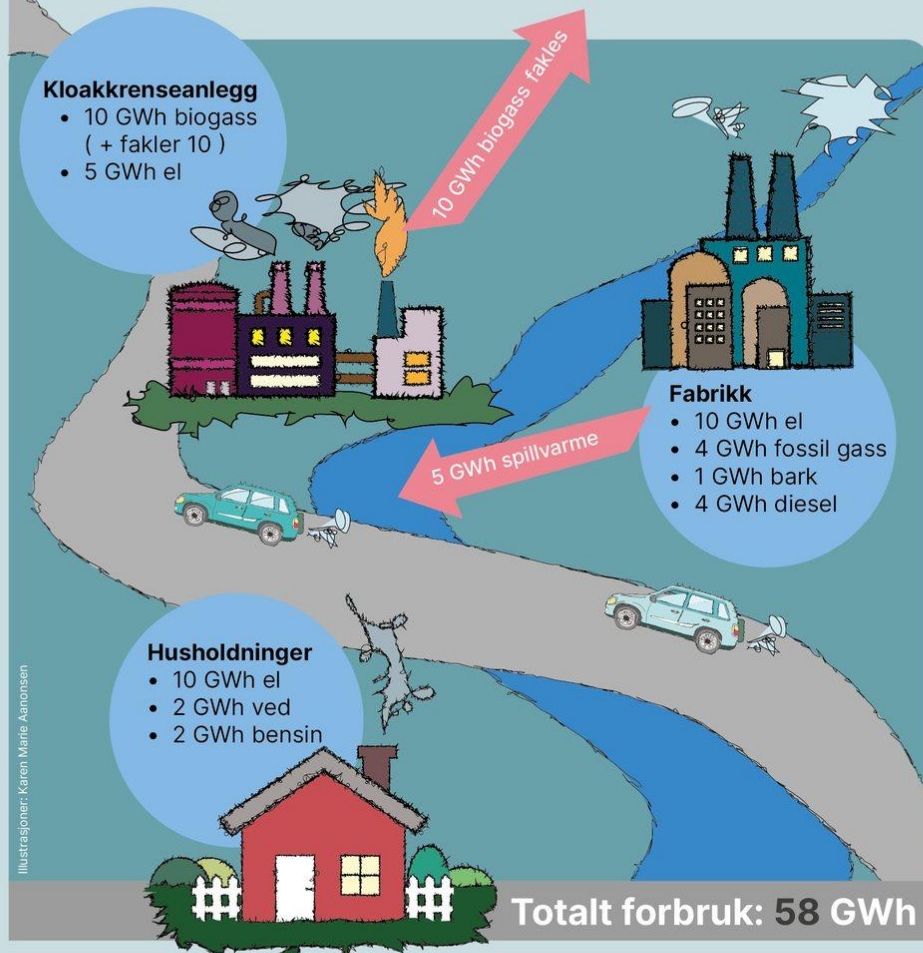 Kloakkrenseanlegg
• 10 GWh biogass
( + fakler 10 )
• 5 GWh el
10 GWh biogass fakles
Fabrikk
• 10 GWh el
• 4 GWh fossil gass
• 1 GWh bark
• 4 GWh diesel
5 GWh spillvarme
Husholdninger
• 10 GWh el
• 2 GWh ved
• 2 GWh bensin
Illustrasjoner: Karen Marie Aanonsen
Totalt forbruk: 58 GWh